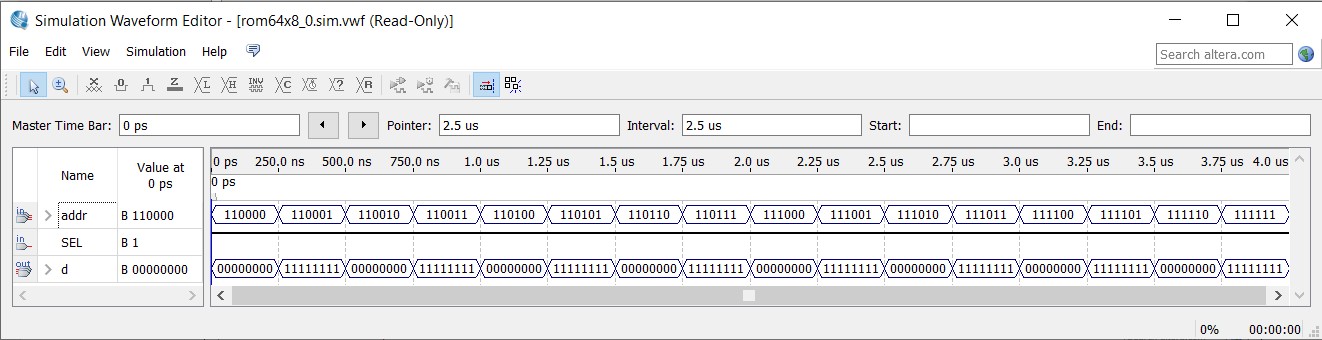 Simulation Waveform Editor - [rom64x8_0.sim.vwf (Read-Only)]
File Edit View Simulation Help
Search altera.com
Master Time Bar: 0 ps Pointer: 2.5 us Interval: 2.5 us Start: End:
Name Value at 0 ps
0 ps 250.0 ns 500.0 ns 750.0 ns 1.0 us 1.25 us 1.5 us 1.75 us 2.0 us 2.25 us 2.5 us 2.75 us 3.0 us 3.25 us 3.5 us 3.75 us 4.0 us
0 ps
in addr B 110000 110000 110001 110010 110011 110100 110101 110110 110111 111000 111001 111010 111011 111100 111101 111110 111111
in SEL B 1
out d B 00000000 00000000 11111111 00000000 11111111 00000000 11111111 00000000 11111111 00000000 11111111 00000000 11111111 00000000 11111111 00000000 11111111
0% 00:00:00